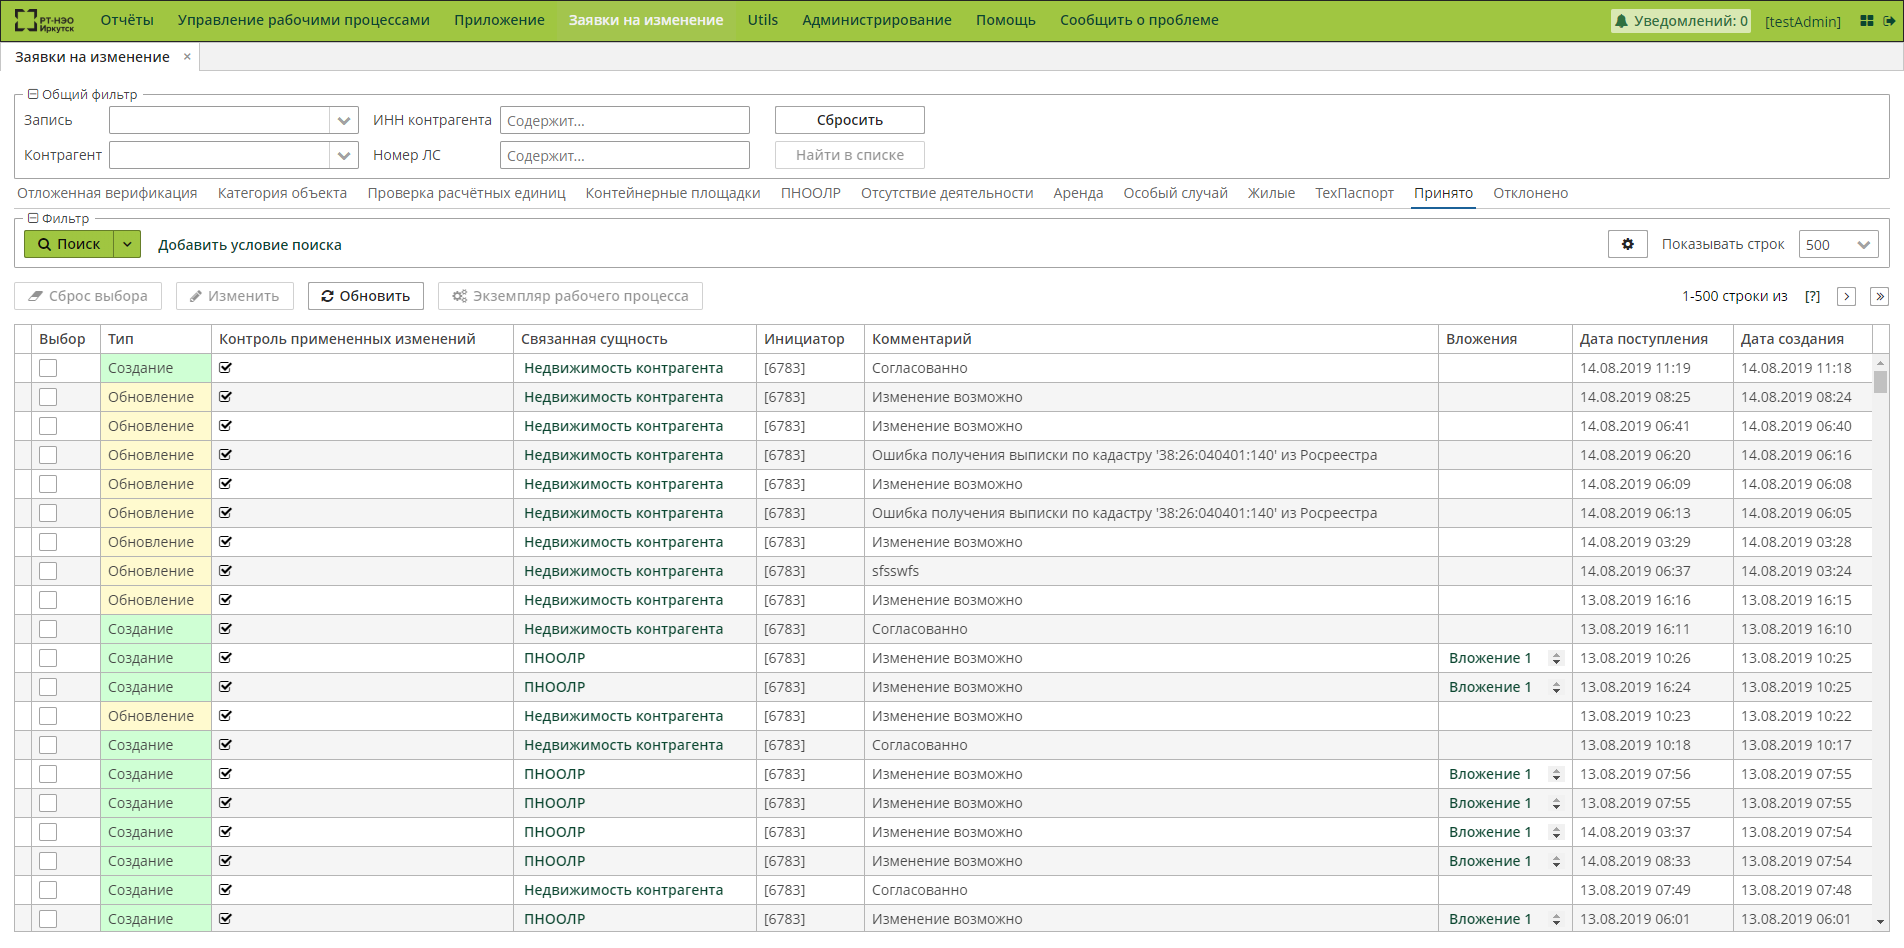 РТ-НЭО Иркутск Отчёты Управление рабочими процессами Приложение Заявки на изменение Utils Администрирование Помощь Сообщить о проблеме Уведомлений: 0 [testAdmin]
Заявки на изменение ×
Общий фильтр
Запись ИНН контрагента Содержит... Сбросить
Контрагент Номер ЛС Содержит... Найти в списке
Отложенная верификация Категория объекта Проверка расчётных единиц Контейнерные площадки ПНООЛР Отсутствие деятельности Аренда Особый случай Жилые ТехПаспорт Принято Отклонено
Фильтр
Поиск Добавить условие поиска Показывать строк 500
Сброс выбора Изменить Обновить Экземпляр рабочего процесса 1-500 строки из [?]
Выбор Тип Контроль примененных изменений Связанная сущность Инициатор Комментарий Вложения Дата поступления Дата создания
Создание Недвижимость контрагента [6783] Согласованно 14.08.2019 11:19 14.08.2019 11:18
Обновление Недвижимость контрагента [6783] Изменение возможно 14.08.2019 08:25 14.08.2019 08:24
Обновление Недвижимость контрагента [6783] Изменение возможно 14.08.2019 06:41 14.08.2019 06:40
Обновление Недвижимость контрагента [6783] Ошибка получения выписки по кадастру '38:26:040401:140' из Росреестра 14.08.2019 06:20 14.08.2019 06:16
Обновление Недвижимость контрагента [6783] Изменение возможно 14.08.2019 06:09 14.08.2019 06:08
Обновление Недвижимость контрагента [6783] Ошибка получения выписки по кадастру '38:26:040401:140' из Росреестра 14.08.2019 06:13 14.08.2019 06:05
Обновление Недвижимость контрагента [6783] Изменение возможно 14.08.2019 03:29 14.08.2019 03:28
Обновление Недвижимость контрагента [6783] sfsswfs 14.08.2019 06:37 14.08.2019 03:24
Обновление Недвижимость контрагента [6783] Изменение возможно 13.08.2019 16:16 13.08.2019 16:15
Создание Недвижимость контрагента [6783] Согласованно 13.08.2019 16:11 13.08.2019 16:10
Создание ПНООЛР [6783] Изменение возможно Вложение 1 13.08.2019 10:26 13.08.2019 10:25
Создание ПНООЛР [6783] Изменение возможно Вложение 1 13.08.2019 16:24 13.08.2019 10:25
Обновление Недвижимость контрагента [6783] Изменение возможно 13.08.2019 10:23 13.08.2019 10:22
Создание Недвижимость контрагента [6783] Согласованно 13.08.2019 10:18 13.08.2019 10:17
Создание ПНООЛР [6783] Изменение возможно Вложение 1 13.08.2019 07:56 13.08.2019 07:55
Создание ПНООЛР [6783] Изменение возможно Вложение 1 13.08.2019 07:55 13.08.2019 07:55
Создание ПНООЛР [6783] Изменение возможно Вложение 1 14.08.2019 03:37 13.08.2019 07:54
Создание ПНООЛР [6783] Изменение возможно Вложение 1 14.08.2019 08:33 13.08.2019 07:54
Создание Недвижимость контрагента [6783] Согласованно 13.08.2019 07:49 13.08.2019 07:48
Создание ПНООЛР [6783] Изменение возможно Вложение 1 13.08.2019 06:01 13.08.2019 06:01